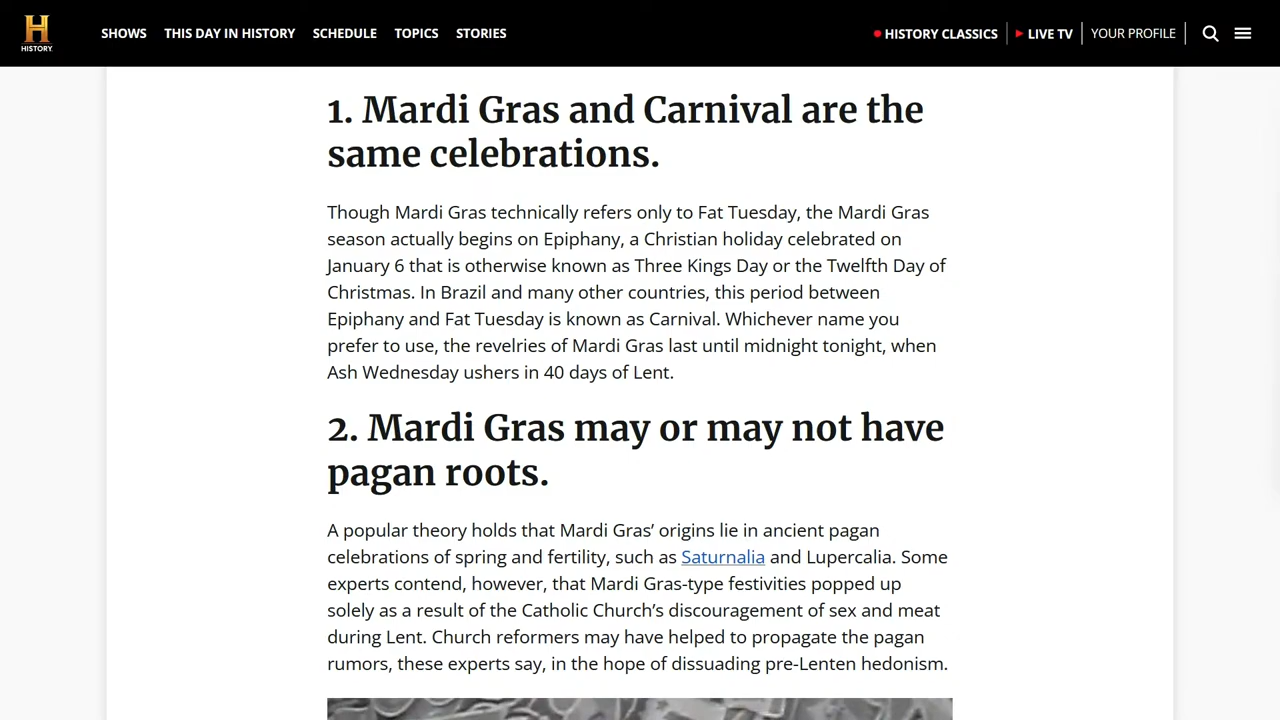 H
HISTORY
SHOWS THIS DAY IN HISTORY SCHEDULE TOPICS STORIES HISTORY CLASSICS LIVE TV YOUR PROFILE
1. Mardi Gras and Carnival are the
same celebrations.
Though Mardi Gras technically refers only to Fat Tuesday, the Mardi Gras
season actually begins on Epiphany, a Christian holiday celebrated on
January 6 that is otherwise known as Three Kings Day or the Twelfth Day of
Christmas. In Brazil and many other countries, this period between
Epiphany and Fat Tuesday is known as Carnival. Whichever name you
prefer to use, the revelries of Mardi Gras last until midnight tonight, when
Ash Wednesday ushers in 40 days of Lent.
2. Mardi Gras may or may not have
pagan roots.
A popular theory holds that Mardi Gras’ origins lie in ancient pagan
celebrations of spring and fertility, such as Saturnalia and Lupercalia. Some
experts contend, however, that Mardi Gras-type festivities popped up
solely as a result of the Catholic Church’s discouragement of sex and meat
during Lent. Church reformers may have helped to propagate the pagan
rumors, these experts say, in the hope of dissuading pre-Lenten hedonism.